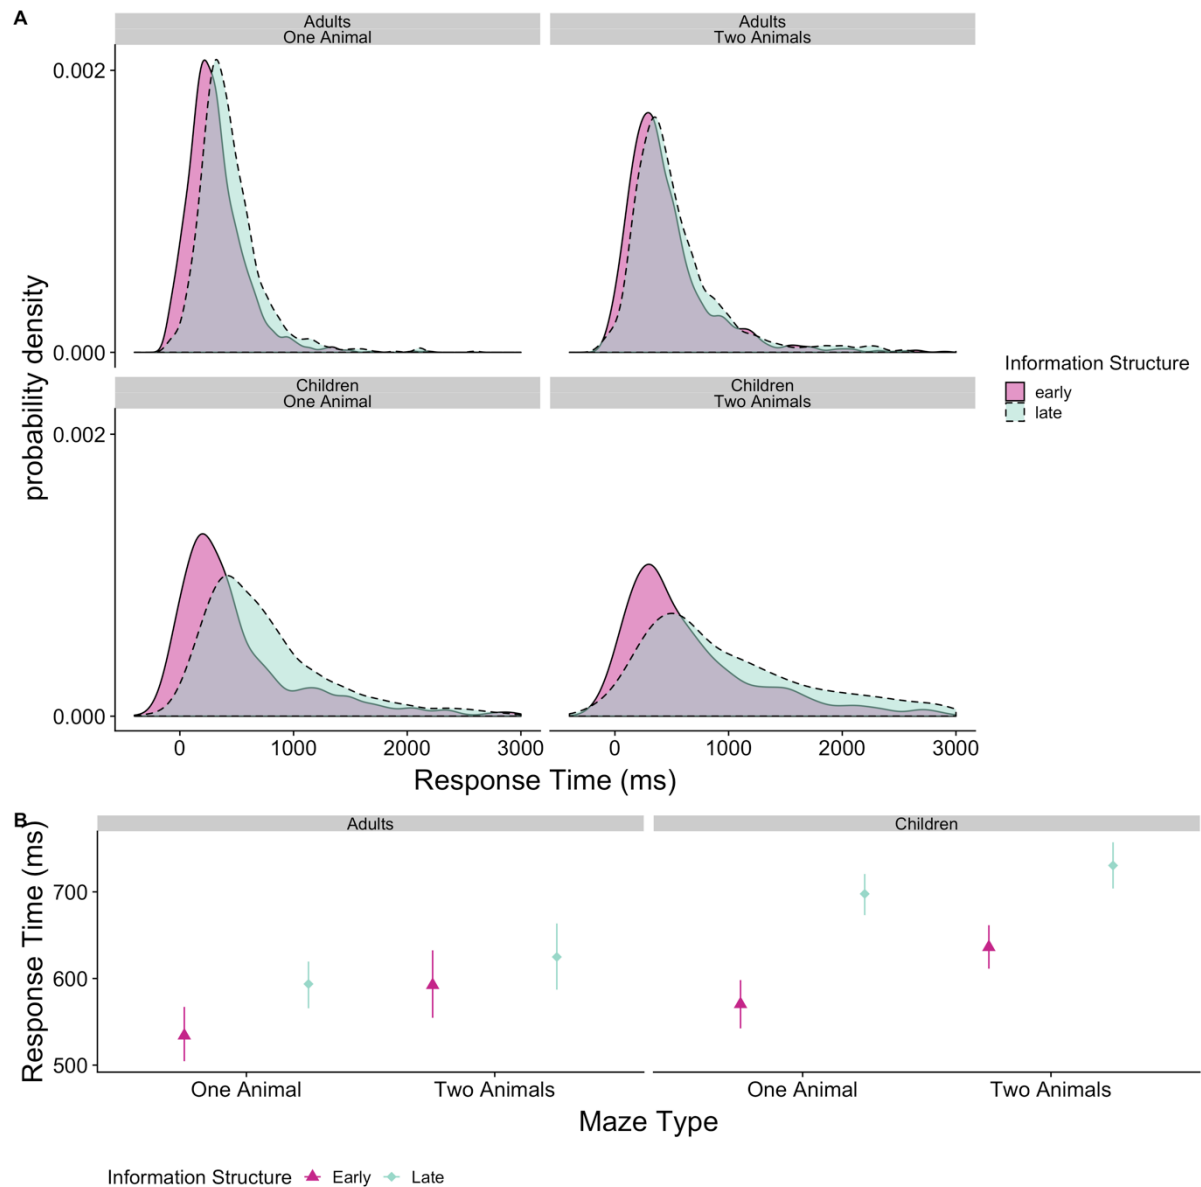 A
Adults
One Animal
Adults
Two Animals
0.002
0.000
Children
One Animal
Children
Two Animals
0.002
0.000
probability density
0 1000 2000 3000 0 1000 2000 3000
Response Time (ms)
Information Structure
early
late
B
Adults
Children
Response Time (ms)
700
600
500
One Animal Two Animals One Animal Two Animals
Maze Type
Information Structure Early Late